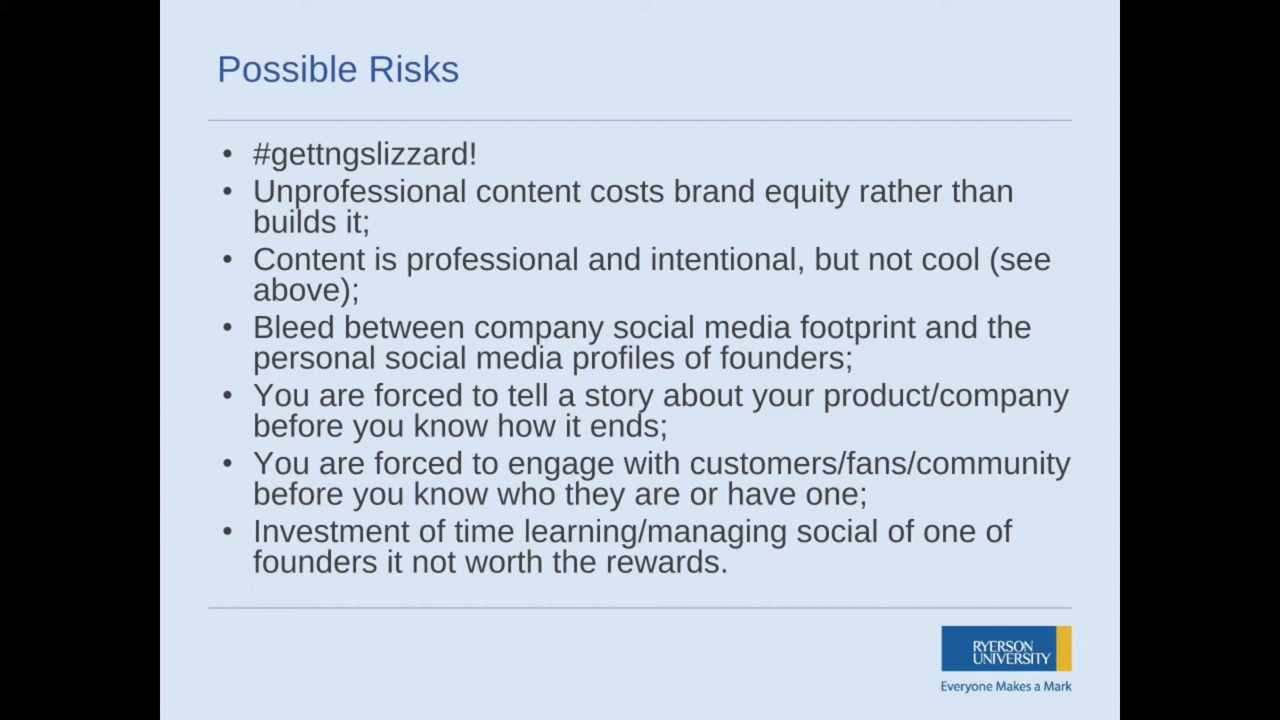 Possible Risks
• #gettngslizzard!
• Unprofessional content costs brand equity rather than
builds it;
• Content is professional and intentional, but not cool (see
above);
• Bleed between company social media footprint and the
personal social media profiles of founders;
• You are forced to tell a story about your product/company
before you know how it ends;
• You are forced to engage with customers/fans/community
before you know who they are or have one;
• Investment of time learning/managing social of one of
founders it not worth the rewards.
RYERSON
UNIVERSITY
Everyone Makes a Mark